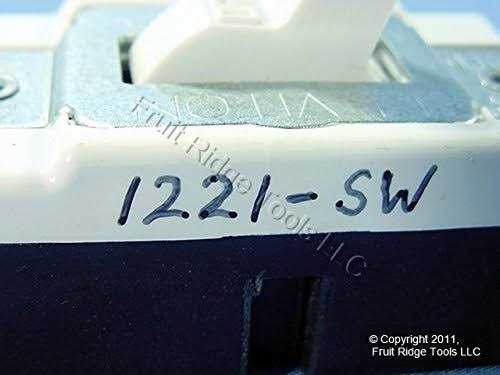 1221-SW
Fruit Ridge Tools LLC
© Copyright 2011,
Fruit Ridge Tools LLC